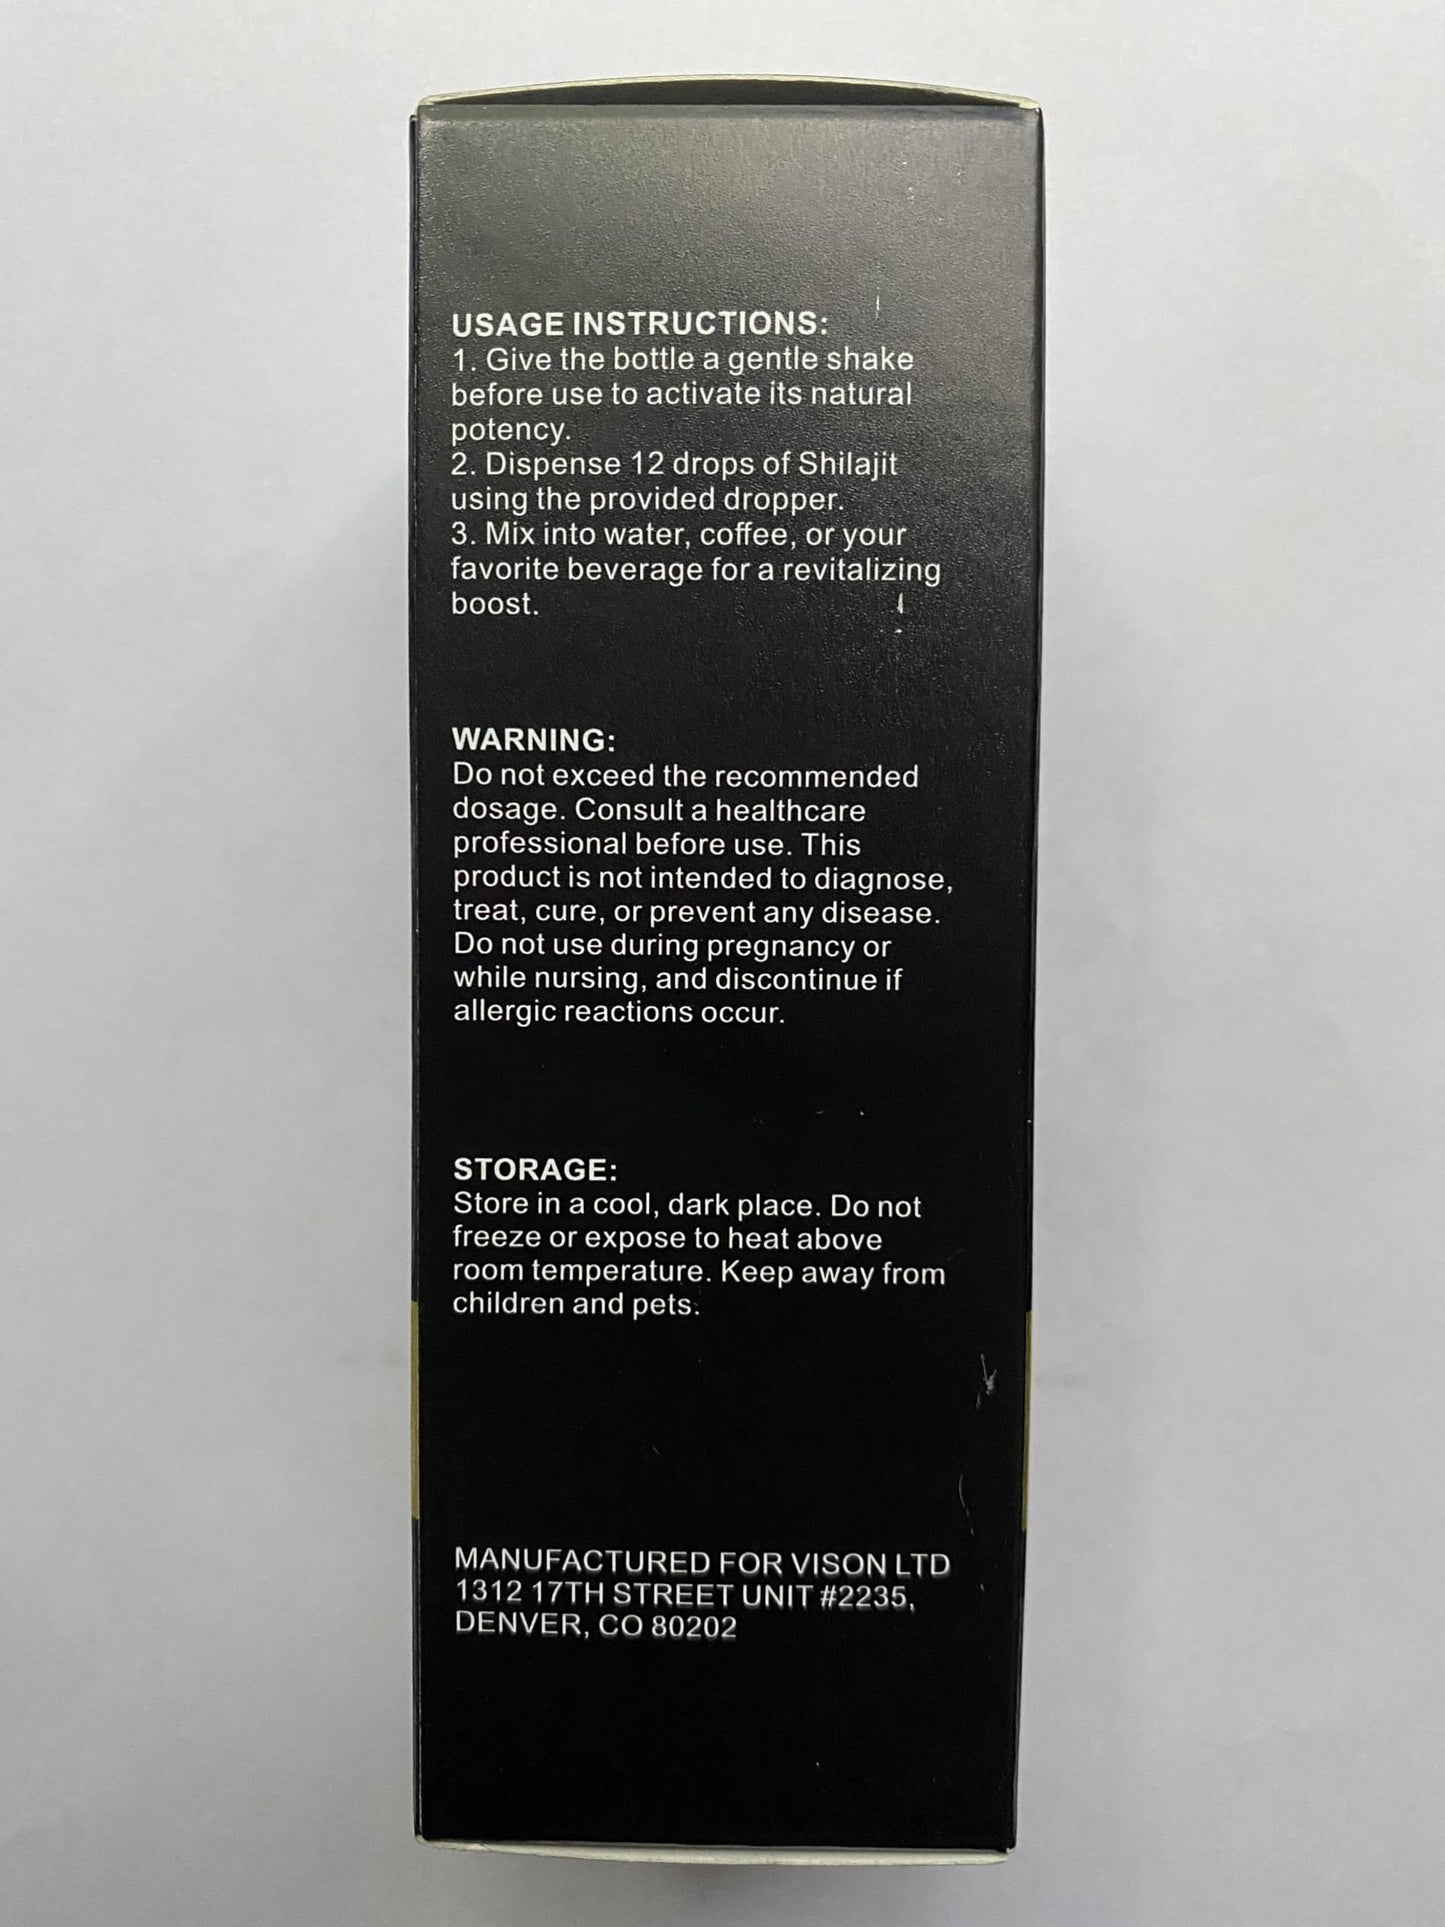 USAGE INSTRUCTIONS:
1. Give the bottle a gentle shake
before use to activate its natural
potency.
2. Dispense 12 drops of Shilajit
using the provided dropper.
3. Mix into water, coffee, or your
favorite beverage for a revitalizing
boost.
WARNING:
Do not exceed the recommended
dosage. Consult a healthcare
professional before use. This
product is not intended to diagnose,
treat, cure, or prevent any disease.
Do not use during pregnancy or
while nursing, and discontinue if
allergic reactions occur.
STORAGE:
Store in a cool, dark place. Do not
freeze or expose to heat above
room temperature. Keep away from
children and pets.
MANUFACTURED FOR VISON LTD
1312 17TH STREET UNIT #2235,
DENVER, CO 80202